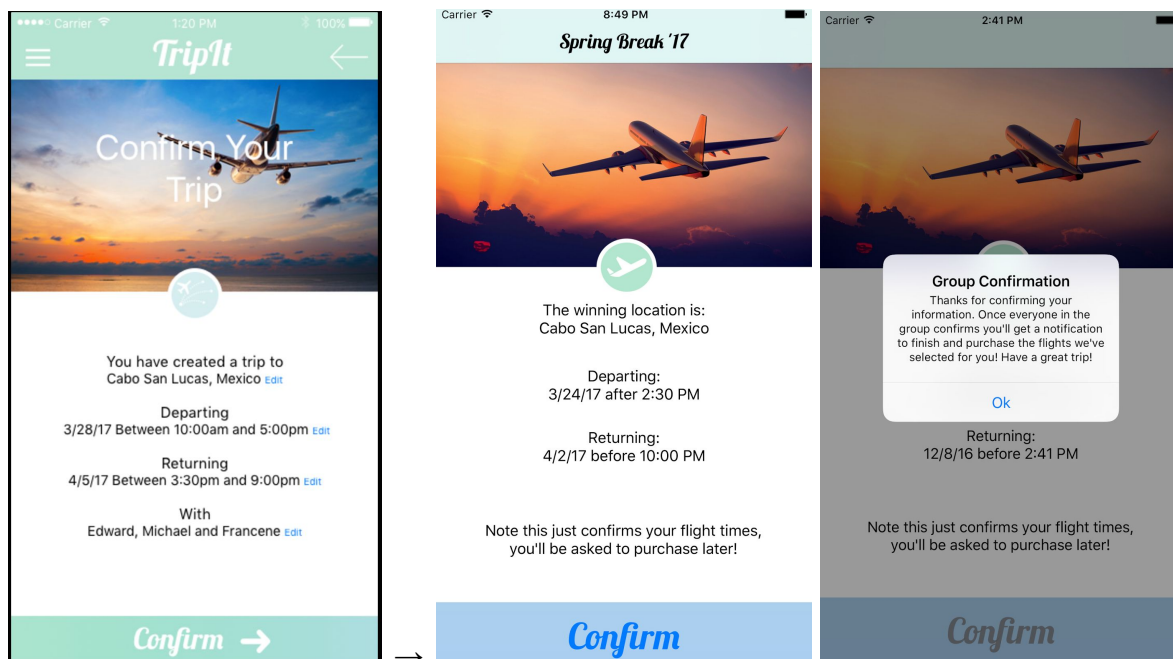 Carrier 1:20 PM 100%
TripIt
Confirm Your
Trip
You have created a trip to
Cabo San Lucas, Mexico Edit
Departing
3/28/17 Between 10:00am and 5:00pm Edit
Returning
4/5/17 Between 3:30pm and 9:00pm Edit
With
Edward, Michael and Francene Edit
Confirm →
→
Carrier 8:49 PM
Spring Break '17
The winning location is:
Cabo San Lucas, Mexico
Departing:
3/24/17 after 2:30 PM
Returning:
4/2/17 before 10:00 PM
Note this just confirms your flight times,
you'll be asked to purchase later!
Confirm
Carrier 2:41 PM
Group Confirmation
Thanks for confirming your
information. Once everyone in the
group confirms you'll get a notification
to finish and purchase the flights we've
selected for you! Have a great trip!
Ok
Returning:
12/8/16 before 2:41 PM
Note this just confirms your flight times,
you'll be asked to purchase later!
Confirm